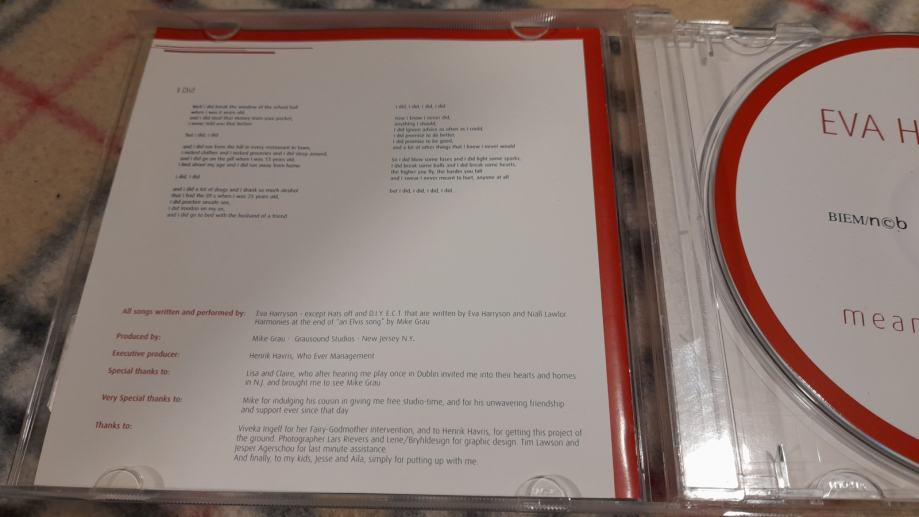 I Did!
Well i did break the window of the school hall
when i was 8 years old,
and i did steal that money from your pocket,
i never told you that before
but i did, i did
and i did run from the bill in every restaurant in town,
i nicked clothes and i nicked groceries and i did sleep around,
and i did go on the pill when i was 13 years old,
i lied about my age and i did run away from home
i did, i did
and i did a lot of drugs and i drank so much alcohol
that i had the DT's when i was 25 years old,
i did practice unsafe sex,
i did voodoo on my ex,
and i did go to bed with the husband of a friend
i did, i did, i did, i did
now i know i never did,
anything i should,
i did ignore advice as often as i could,
i did promise to do better,
i did promise to be good,
and a lot of other things that i knew i never would
So i did blow some fuses and i did light some sparks,
i did break some balls and i did break some hearts,
the higher you fly, the harder you fall
and i swear i never meant to hurt, anyone at all
but i did, i did, i did, i did...
All songs written and performed by: Eva Harryson - except Hats off and D.I.Y. E.C.T. that are written by Eva Harryson and Niall Lawlor.
Harmonies at the end of "an Elvis song" by Mike Grau
Produced by: Mike Grau - Grausound Studios - New Jersey N.Y.
Executive producer: Henrik Havris, Who Ever Management
Special thanks to: Lisa and Claire, who after hearing me play once in Dublin invited me into their hearts and homes
in N.J. and brought me to see Mike Grau
Very Special thanks to: Mike for indulging his cousin in giving me free studio-time, and for his unwavering friendship
and support ever since that day
Thanks to: Viveka Ingelf for her Fairy-Godmother intervention, and to Henrik Havris, for getting this project of
the ground. Photographer Lars Rievers and Lene/Bryhldesign for graphic design. Tim Lawson and
Jesper Agerschou for last minute assistance.
And finally, to my kids, Jesse and Aila, simply for putting up with me.
EVA H
BIEM/n©b
mean